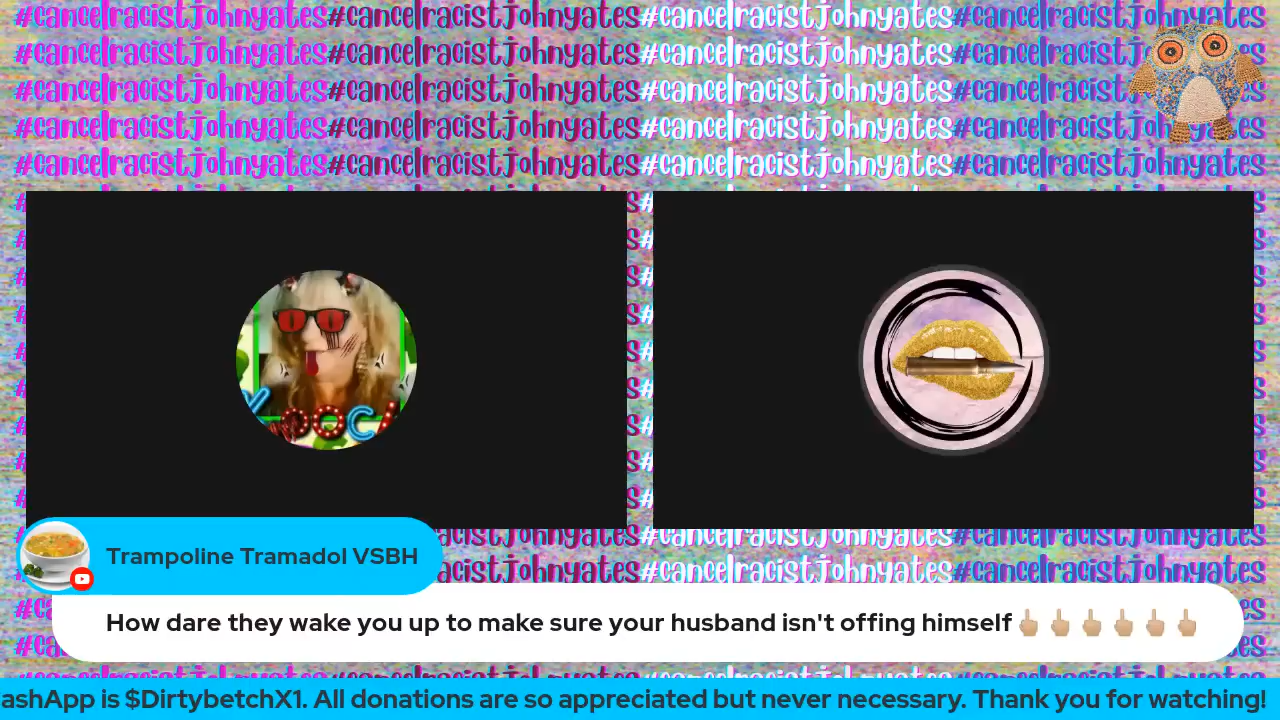 #cancelracistjohnyates#cancelracistjohnyates#cancelracistjohnyates#cancelracistjohnyates
#cancelracistjohnyates#cancelracistjohnyates#cancelracistjohnyates#cancelracistjohnyates
#cancelracistjohnyates#cancelracistjohnyates#cancelracistjohnyates#cancelracistjohnyates
#cancelracistjohnyates#cancelracistjohnyates#cancelracistjohnyates#cancelracistjohnyates
#cancelracistjohnyates#cancelracistjohnyates#cancelracistjohnyates#cancelracistjohnyates
Trampoline Tramadol VSBH
How dare they wake you up to make sure your husband isn't offing himself🖕🏼🖕🏼🖕🏼🖕🏼🖕🏼🖕🏼
ashApp is $DirtybetchX1. All donations are so appreciated but never necessary. Thank you for watching!